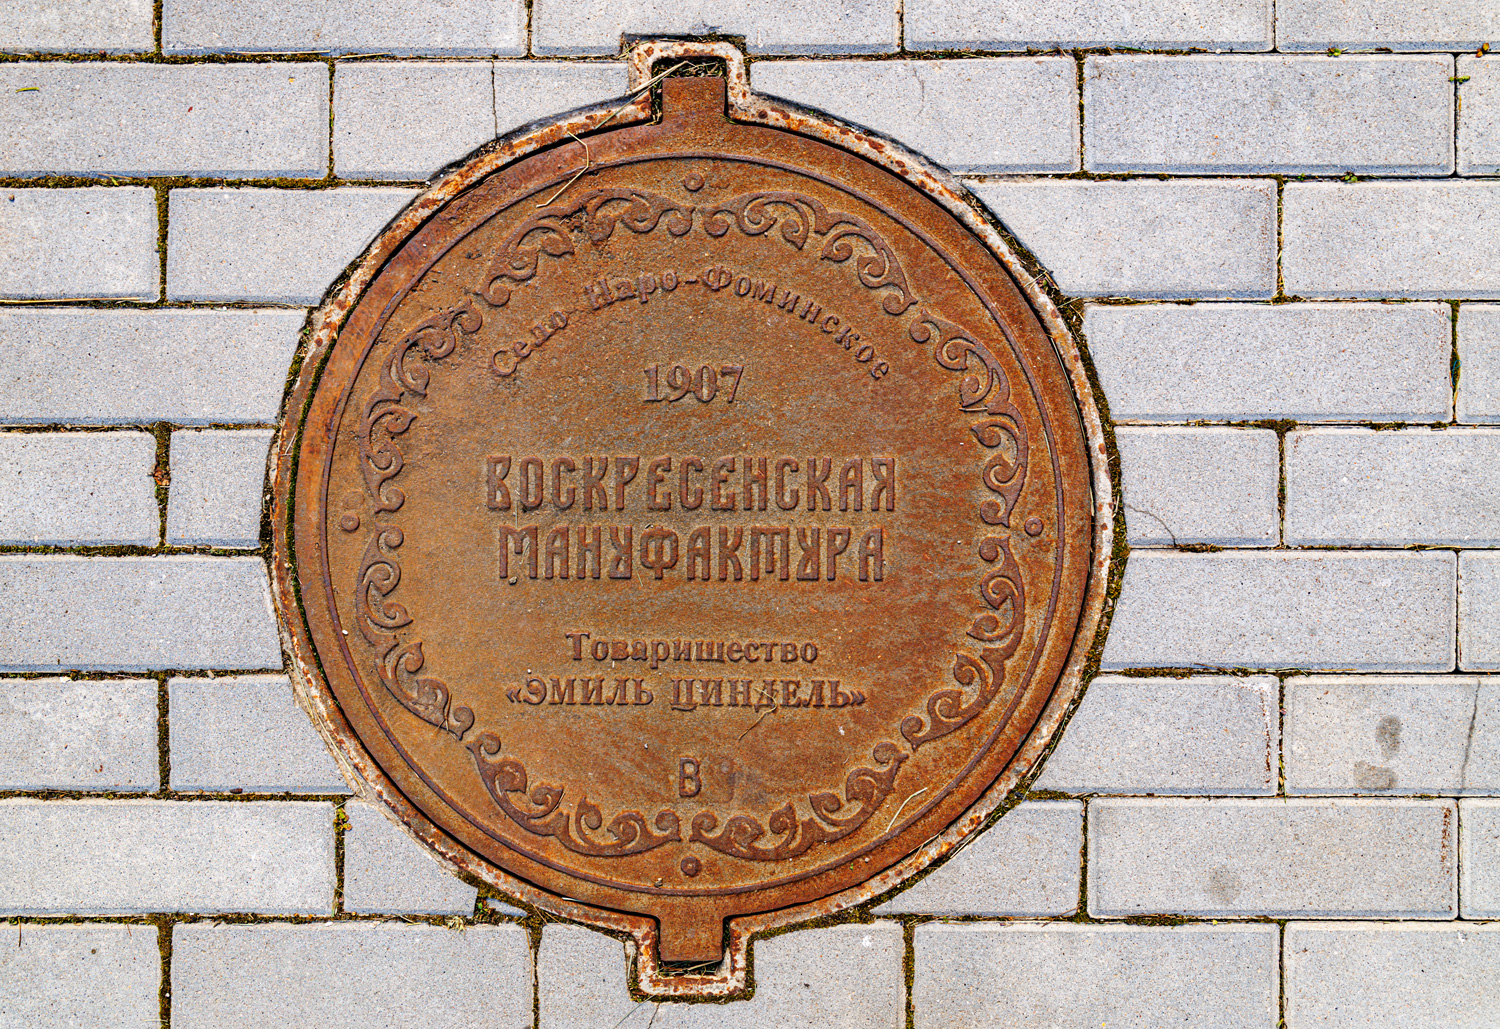 Село Наро-Фоминское
1907
ВОСКРЕСЕНСКАЯ
МАНУФАКТУРА
Товарищество
«ЭМИЛЬ ЦИНДЕЛЬ»
В